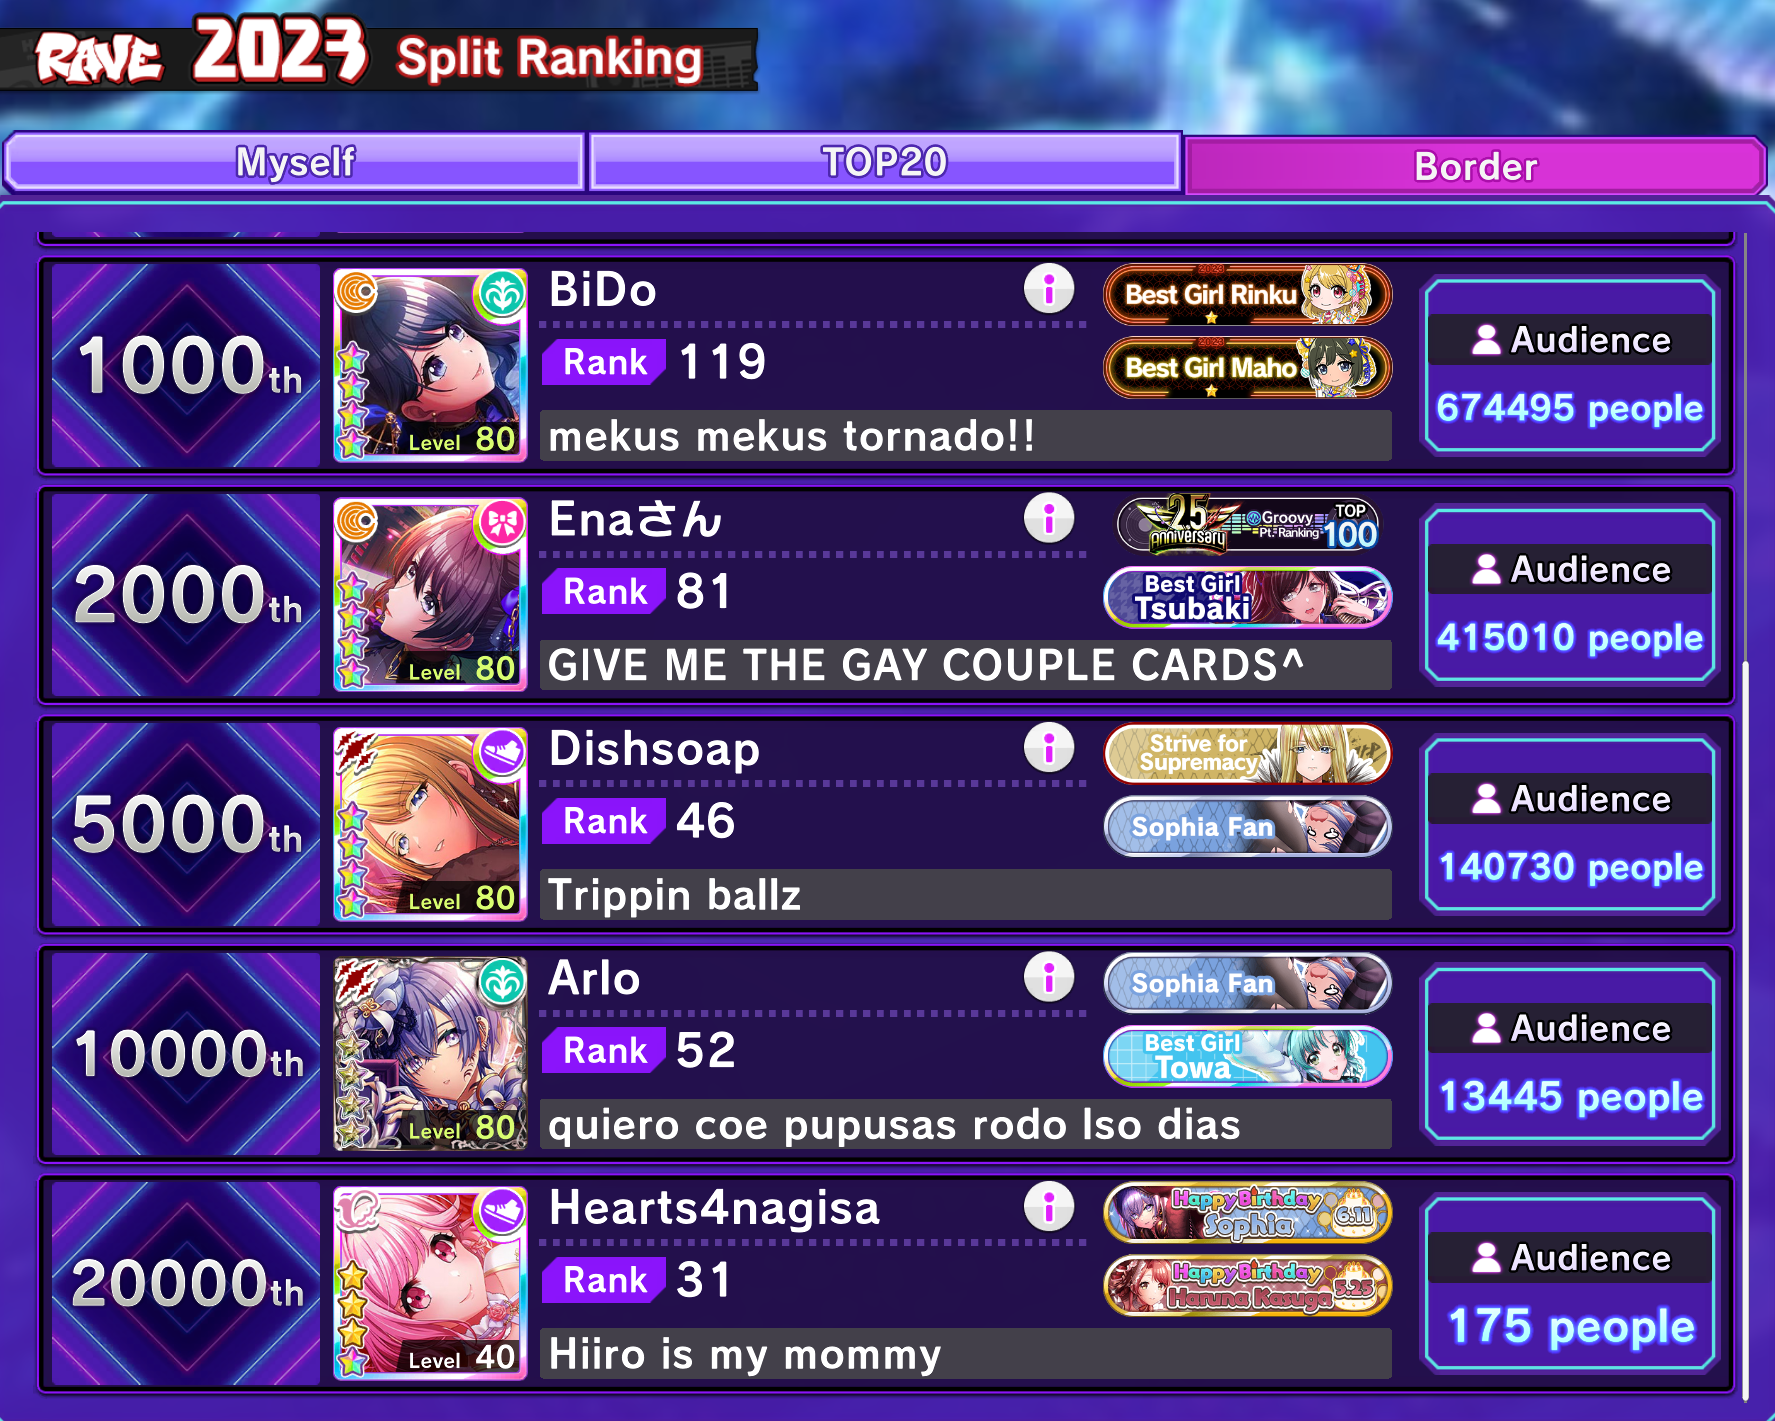 RAVE 2023 Split Ranking
Myself
TOP20
Border
1000th
Level 80
BiDo
Rank 119
mekus mekus tornado!!
2023
Best Girl Rinku
2023
Best Girl Maho
Audience
674495 people
2000th
Level 80
Enaさん
Rank 81
GIVE ME THE GAY COUPLE CARDS^
2.5 Anniversary
Groovy
Pt. Ranking
TOP
100
Best Girl
Tsubaki
Audience
415010 people
5000th
Level 80
Dishsoap
Rank 46
Trippin ballz
Strive for
Supremacy
Sophia Fan
Audience
140730 people
10000th
Level 80
Arlo
Rank 52
quiero coe pupusas rodo lso dias
Sophia Fan
Best Girl
Towa
Audience
13445 people
20000th
Level 40
Hearts4nagisa
Rank 31
Hiiro is my mommy
Happy Birthday
Sophia
6.11
Happy Birthday
Haruna Kasuga
5.25
Audience
175 people